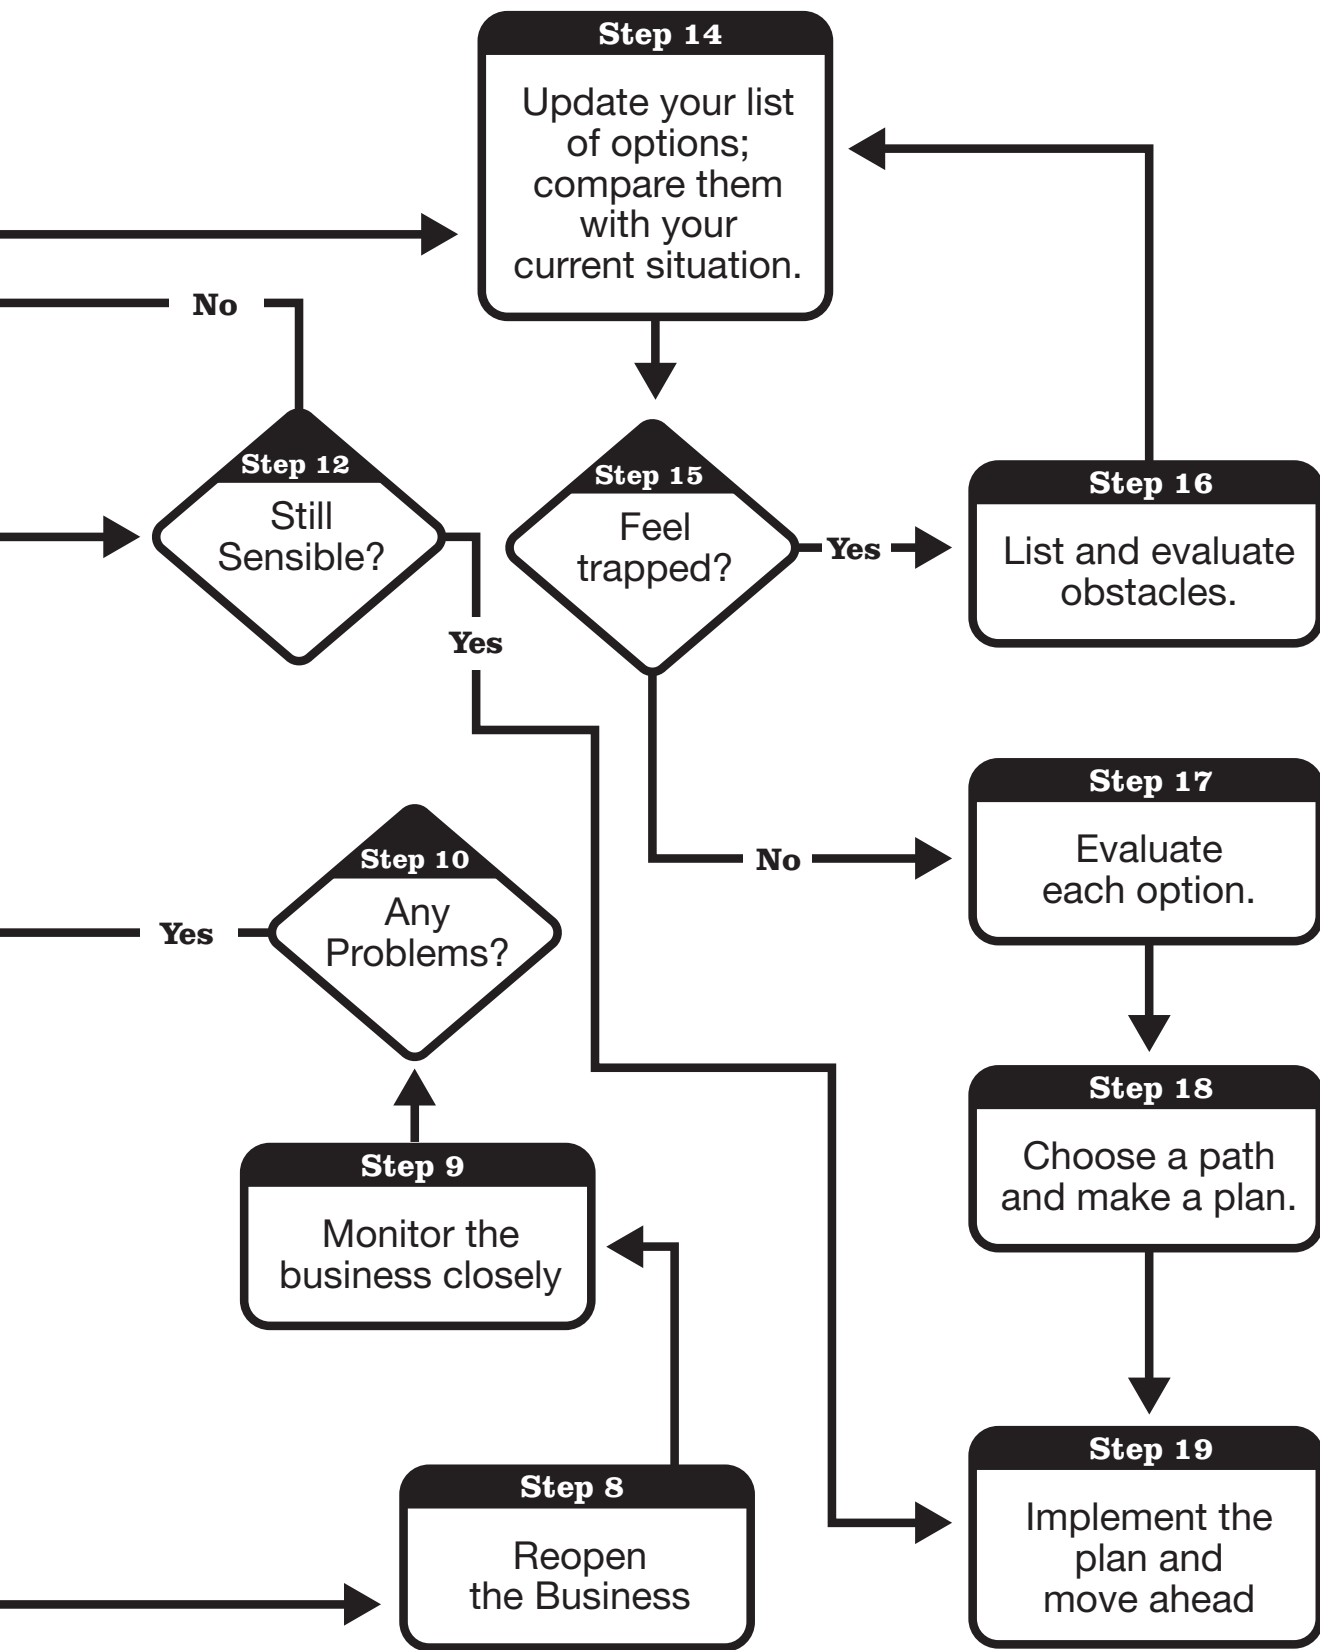 Step 14
Update your list
of options;
compare them
with your
current situation.
No
Step 12
Still
Sensible?
Yes
Step 15
Feel
trapped?
Yes
Step 16
List and evaluate
obstacles.
No
Step 17
Evaluate
each option.
Step 10
Any
Problems?
Yes
Step 18
Choose a path
and make a plan.
Step 9
Monitor the
business closely
Step 8
Reopen
the Business
Step 19
Implement the
plan and
move ahead